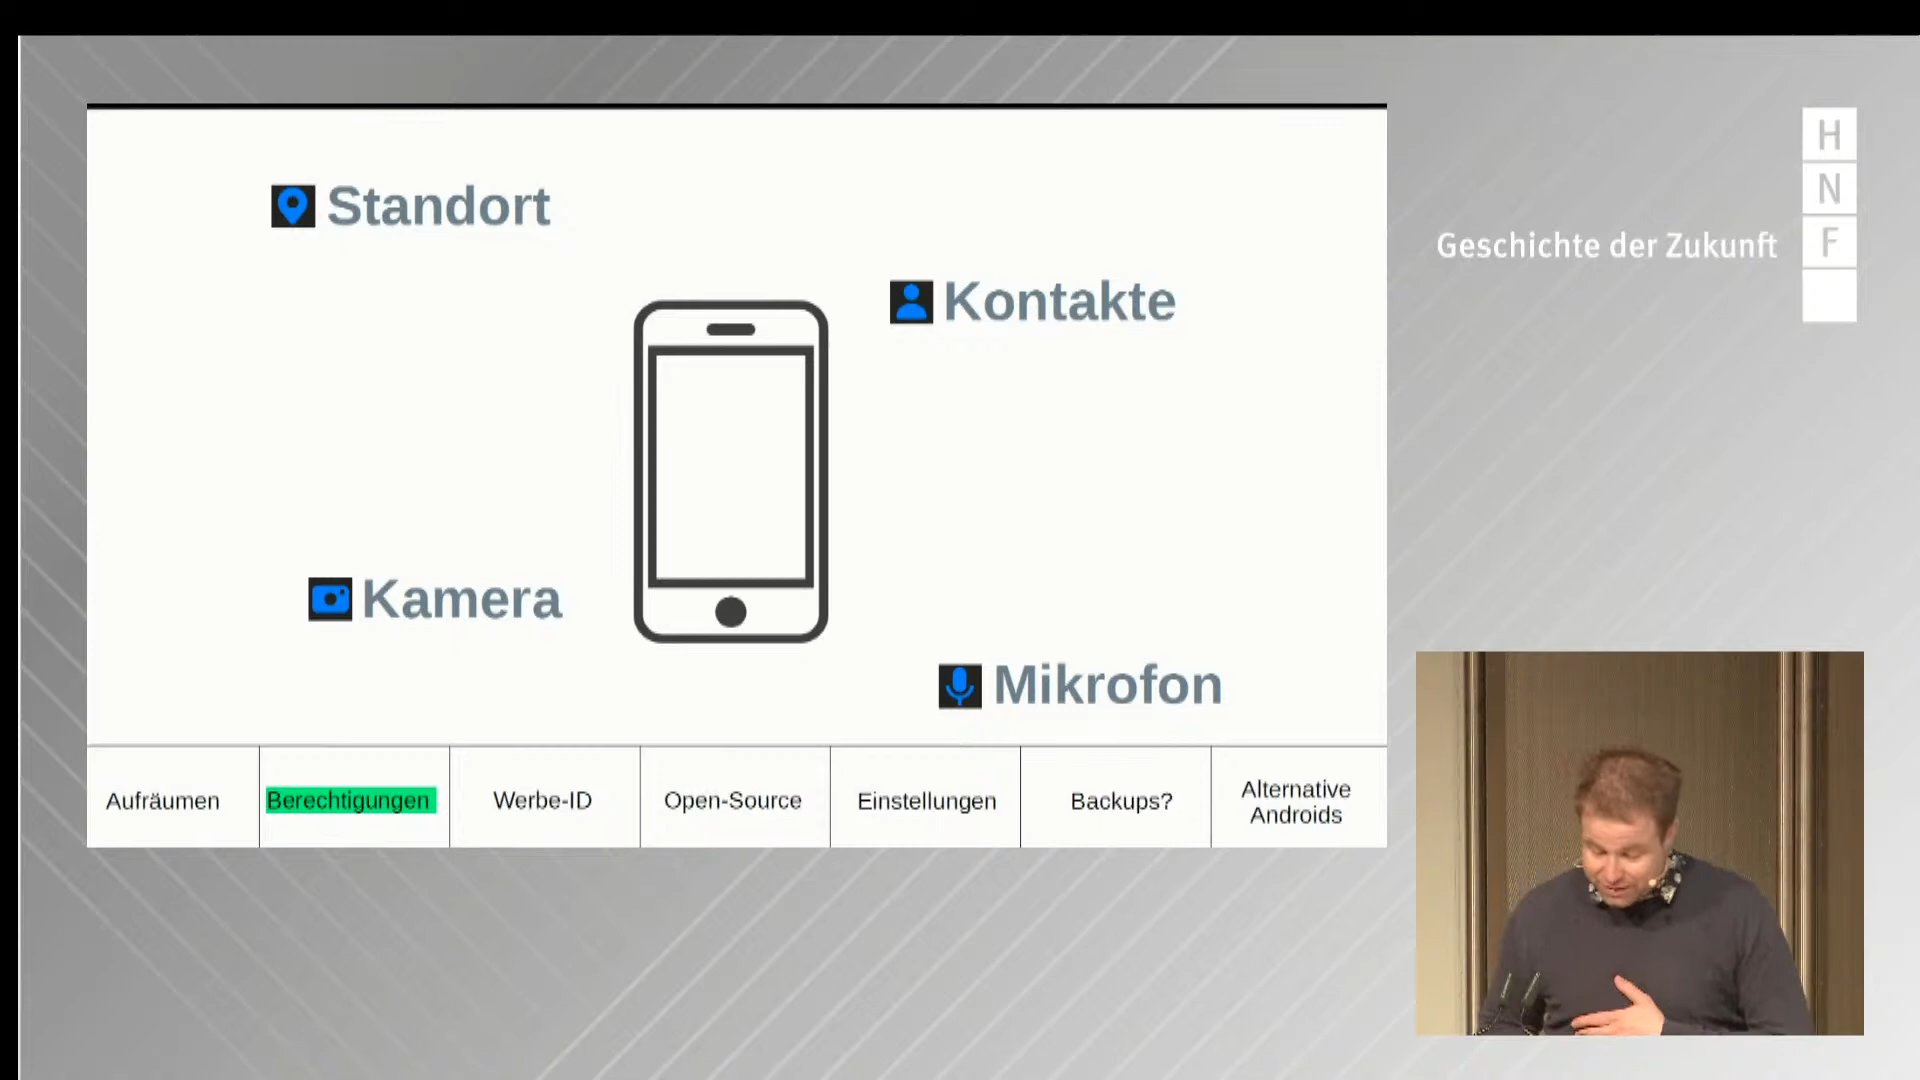 Standort
Kontakte
Kamera
Mikrofon
Aufräumen
Berechtigungen
Werbe-ID
Open-Source
Einstellungen
Backups?
Alternative
Androids
H
N
F
Geschichte der Zukunft